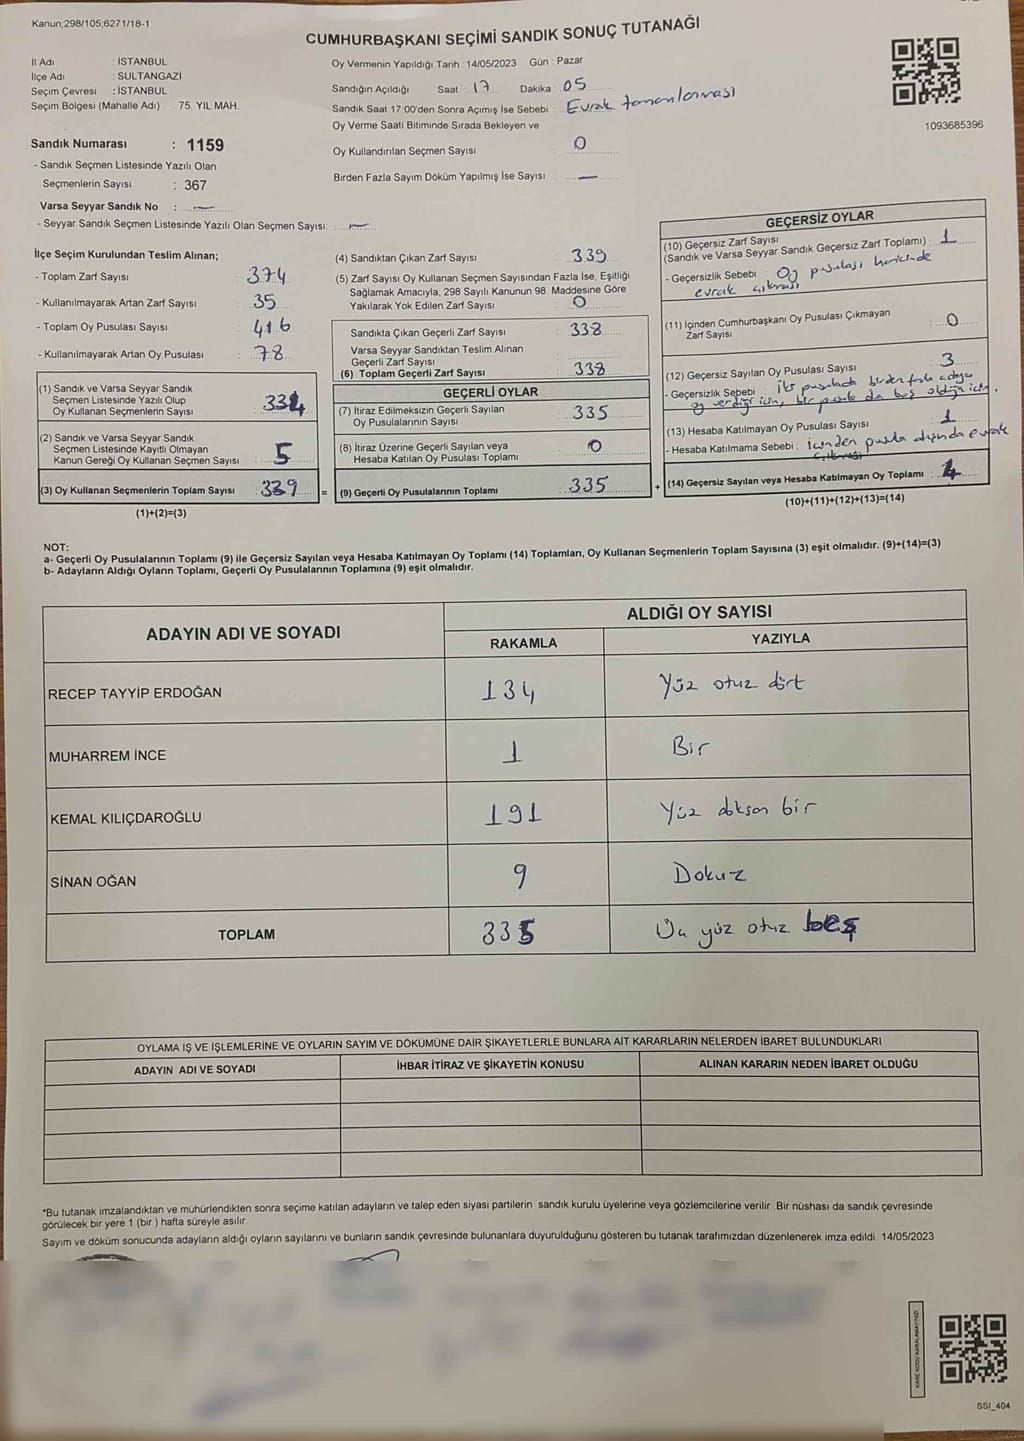 Kanun;298/105;6271/18-1
CUMHURBAŞKANI SEÇİMİ SANDIK SONUÇ TUTANAĞI
İl Adı : İSTANBUL
İlçe Adı : SULTANGAZİ
Seçim Çevresi : İSTANBUL
Seçim Bölgesi (Mahalle Adı) : 75. YIL MAH.
Sandık Numarası : 1159
- Sandık Seçmen Listesinde Yazılı Olan
Seçmenlerin Sayısı : 367
Varsa Seyyar Sandık No : —
- Seyyar Sandık Seçmen Listesinde Yazılı Olan Seçmen Sayısı: —
Oy Vermenin Yapıldığı Tarih : 14/05/2023 Gün : Pazar
Sandığın Açıldığı Saat : 17 Dakika : 05
Sandık Saat 17:00'den Sonra Açımış İse Sebebi : Evrak tamamlanması
Oy Verme Saati Bitiminde Sırada Bekleyen ve
Oy Kullandırılan Seçmen Sayısı : 0
Birden Fazla Sayım Döküm Yapılmış İse Sayısı : —
1093685396
İlçe Seçim Kurulundan Teslim Alınan;
- Toplam Zarf Sayısı : 374
- Kullanılmayarak Artan Zarf Sayısı : 35
- Toplam Oy Pusulası Sayısı : 416
- Kullanılmayarak Artan Oy Pusulası : 78
(1) Sandık ve Varsa Seyyar Sandık
Seçmen Listesinde Yazılı Olup
Oy Kullanan Seçmenlerin Sayısı : 334
(2) Sandık ve Varsa Seyyar Sandık
Seçmen Listesinde Kayıtlı Olmayan
Kanun Gereği Oy Kullanan Seçmen Sayısı : 5
(3) Oy Kullanan Seçmenlerin Toplam Sayısı : 339 =
(1)+(2)=(3)
(4) Sandıktan Çıkan Zarf Sayısı : 339
(5) Zarf Sayısı Oy Kullanan Seçmen Sayısından Fazla İse, Eşitliği
Sağlamak Amacıyla, 298 Sayılı Kanunun 98. Maddesine Göre
Yakılarak Yok Edilen Zarf Sayısı : 0
Sandıkta Çıkan Geçerli Zarf Sayısı : 338
Varsa Seyyar Sandıktan Teslim Alınan
Geçerli Zarf Sayısı :
(6) Toplam Geçerli Zarf Sayısı : 338
GEÇERLİ OYLAR
(7) İtiraz Edilmeksizin Geçerli Sayılan
Oy Pusulalarının Sayısı : 335
(8) İtiraz Üzerine Geçerli Sayılan veya
Hesaba Katılan Oy Pusulası Toplamı : 0
(9) Geçerli Oy Pusulalarının Toplamı : 335 +
GEÇERSİZ OYLAR
(10) Geçersiz Zarf Sayısı
(Sandık ve Varsa Seyyar Sandık Geçersiz Zarf Toplamı) : 1
- Geçersizlik Sebebi : Oy pusulası haricinde
evrak çıkması
(11) İçinden Cumhurbaşkanı Oy Pusulası Çıkmayan
Zarf Sayısı : 0
(12) Geçersiz Sayılan Oy Pusulası Sayısı : 3
- Geçersizlik Sebebi : İki pusulada birden fazla adaya
oy verdiği için, bir pusula da boş olduğu için.
(13) Hesaba Katılmayan Oy Pusulası Sayısı : 1
- Hesaba Katılmama Sebebi : içinden pusula dışında evrak
çıkması
(14) Geçersiz Sayılan veya Hesaba Katılmayan Oy Toplamı : 4
(10)+(11)+(12)+(13)=(14)
NOT:
a- Geçerli Oy Pusulalarının Toplamı (9) ile Geçersiz Sayılan veya Hesaba Katılmayan Oy Toplamı (14) Toplamları, Oy Kullanan Seçmenlerin Toplam Sayısına (3) eşit olmalıdır. (9)+(14)=(3)
b- Adayların Aldığı Oyların Toplamı, Geçerli Oy Pusulalarının Toplamına (9) eşit olmalıdır.
ADAYIN ADI VE SOYADI
ALDIĞI OY SAYISI
RAKAMLA YAZIYLA
RECEP TAYYİP ERDOĞAN 134 Yüz otuz dört
MUHARREM İNCE 1 Bir
KEMAL KILIÇDAROĞLU 191 Yüz doksan bir
SİNAN OĞAN 9 Dokuz
TOPLAM 335 Üç yüz otuz beş
OYLAMA İŞ VE İŞLEMLERİNE VE OYLARIN SAYIM VE DÖKÜMÜNE DAİR ŞİKAYETLERLE BUNLARA AİT KARARLARIN NELERDEN İBARET BULUNDUKLARI
ADAYIN ADI VE SOYADI İHBAR İTİRAZ VE ŞİKAYETİN KONUSU ALINAN KARARIN NEDEN İBARET OLDUĞU
*Bu tutanak imzalandıktan ve mühürlendikten sonra seçime katılan adayların ve talep eden siyasi partilerin sandık kurulu üyelerine veya gözlemcilerine verilir. Bir nüshası da sandık çevresinde
görülecek bir yere 1 (bir ) hafta süreyle asılır.
Sayım ve döküm sonucunda adayların aldığı oyların sayılarını ve bunların sandık çevresinde bulunanlara duyurulduğunu gösteren bu tutanak tarafımızdan düzenlenerek imza edildi. 14/05/2023
KARE KODU KARALAMAYINIZ!
SSI_404